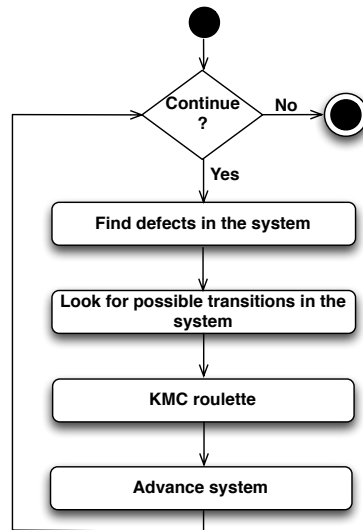 Continue
?
No
Yes
Find defects in the system
Look for possible transitions in the
system
KMC roulette
Advance system